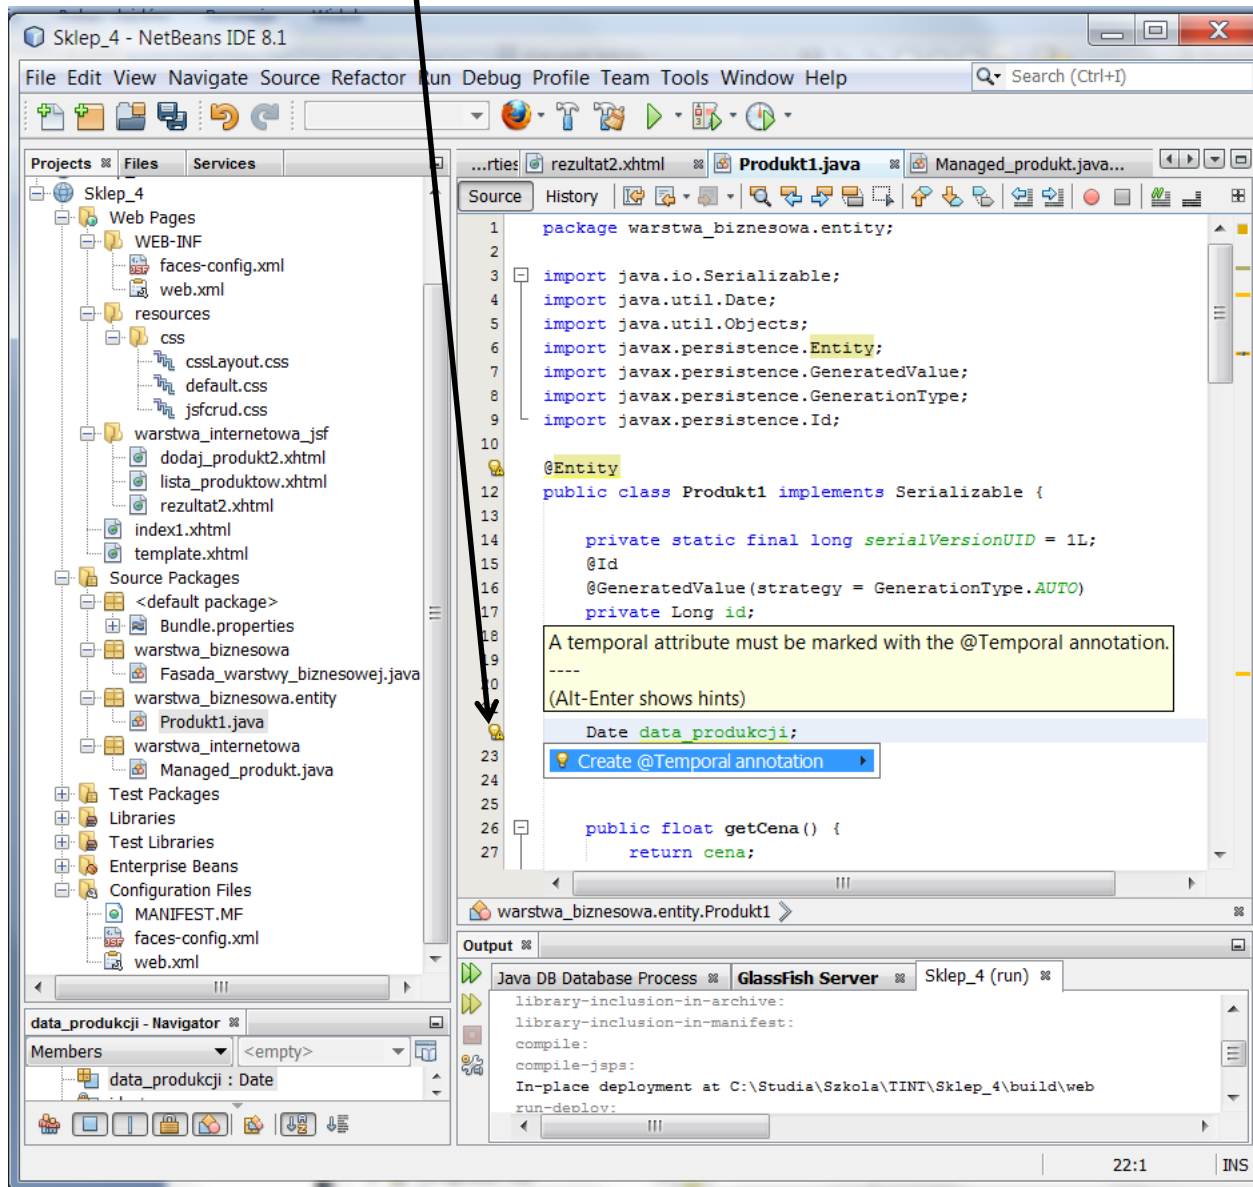 Sklep_4 - NetBeans IDE 8.1
File Edit View Navigate Source Refactor Run Debug Profile Team Tools Window Help
Search (Ctrl+I)
Projects Files Services
Sklep_4
Web Pages
WEB-INF
faces-config.xml
web.xml
resources
css
cssLayout.css
default.css
jsfcrud.css
warstwa_internetowa_jsf
dodaj_produkt2.xhtml
lista_produktow.xhtml
rezultat2.xhtml
index1.xhtml
template.xhtml
Source Packages
<default package>
Bundle.properties
warstwa_biznesowa
Fasada_warstwy_biznesowej.java
warstwa_biznesowa.entity
Produkt1.java
warstwa_internetowa
Managed_produkt.java
Test Packages
Libraries
Test Libraries
Enterprise Beans
Configuration Files
MANIFEST.MF
faces-config.xml
web.xml
data_produkcji - Navigator
Members <empty>
data_produkcji : Date
...rties rezultat2.xhtml Produkt1.java Managed_produkt.java...
Source History
1 package warstwa_biznesowa.entity;
2
3 import java.io.Serializable;
4 import java.util.Date;
5 import java.util.Objects;
6 import javax.persistence.Entity;
7 import javax.persistence.GeneratedValue;
8 import javax.persistence.GenerationType;
9 import javax.persistence.Id;
10
@Entity
12 public class Produkt1 implements Serializable {
13
14 private static final long serialVersionUID = 1L;
15 @Id
16 @GeneratedValue(strategy = GenerationType.AUTO)
17 private Long id;
18 A temporal attribute must be marked with the @Temporal annotation.
19 ----
20 (Alt-Enter shows hints)
Date data_produkcji;
23 Create @Temporal annotation
24
25
26 public float getCena() {
27 return cena;
warstwa_biznesowa.entity.Produkt1
Output
Java DB Database Process GlassFish Server Sklep_4 (run)
library-inclusion-in-archive:
library-inclusion-in-manifest:
compile:
compile-jsps:
In-place deployment at C:\Studia\Szkola\TINT\Sklep_4\build\web
run-deploy:
22:1 INS